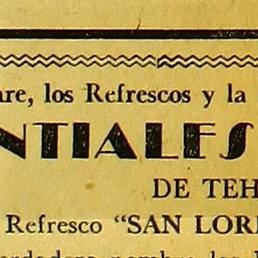 are, los Refrescos y la
NTIALES
DE TEH
Refresco "SAN LORE